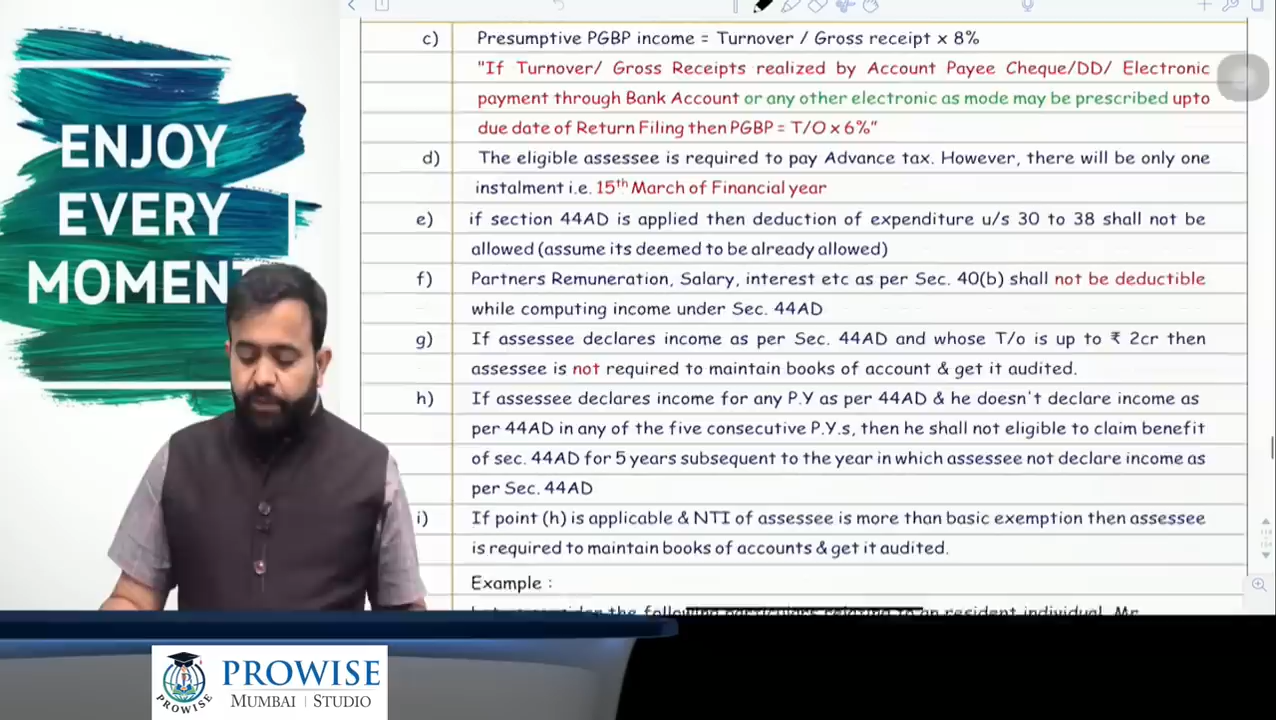 ENJOY
EVERY
MOMENT
c) Presumptive PGBP income = Turnover / Gross receipt x 8%
"If Turnover/ Gross Receipts realized by Account Payee Cheque/DD/ Electronic
payment through Bank Account or any other electronic as mode may be prescribed upto
due date of Return Filing then PGBP = T/O x 6%"
d) The eligible assessee is required to pay Advance tax. However, there will be only one
instalment i.e. 15th March of Financial year
e) if section 44AD is applied then deduction of expenditure u/s 30 to 38 shall not be
allowed (assume its deemed to be already allowed)
f) Partners Remuneration, Salary, interest etc as per Sec. 40(b) shall not be deductible
while computing income under Sec. 44AD
g) If assessee declares income as per Sec. 44AD and whose T/o is up to ₹ 2cr then
assessee is not required to maintain books of account & get it audited.
h) If assessee declares income for any P.Y as per 44AD & he doesn't declare income as
per 44AD in any of the five consecutive P.Y.s, then he shall not eligible to claim benefit
of sec. 44AD for 5 years subsequent to the year in which assessee not declare income as
per Sec. 44AD
i) If point (h) is applicable & NTI of assessee is more than basic exemption then assessee
is required to maintain books of accounts & get it audited.
Example :
the following particulars relating to an resident individual, Mr.
PROWISE
PROWISE
MUMBAI | STUDIO